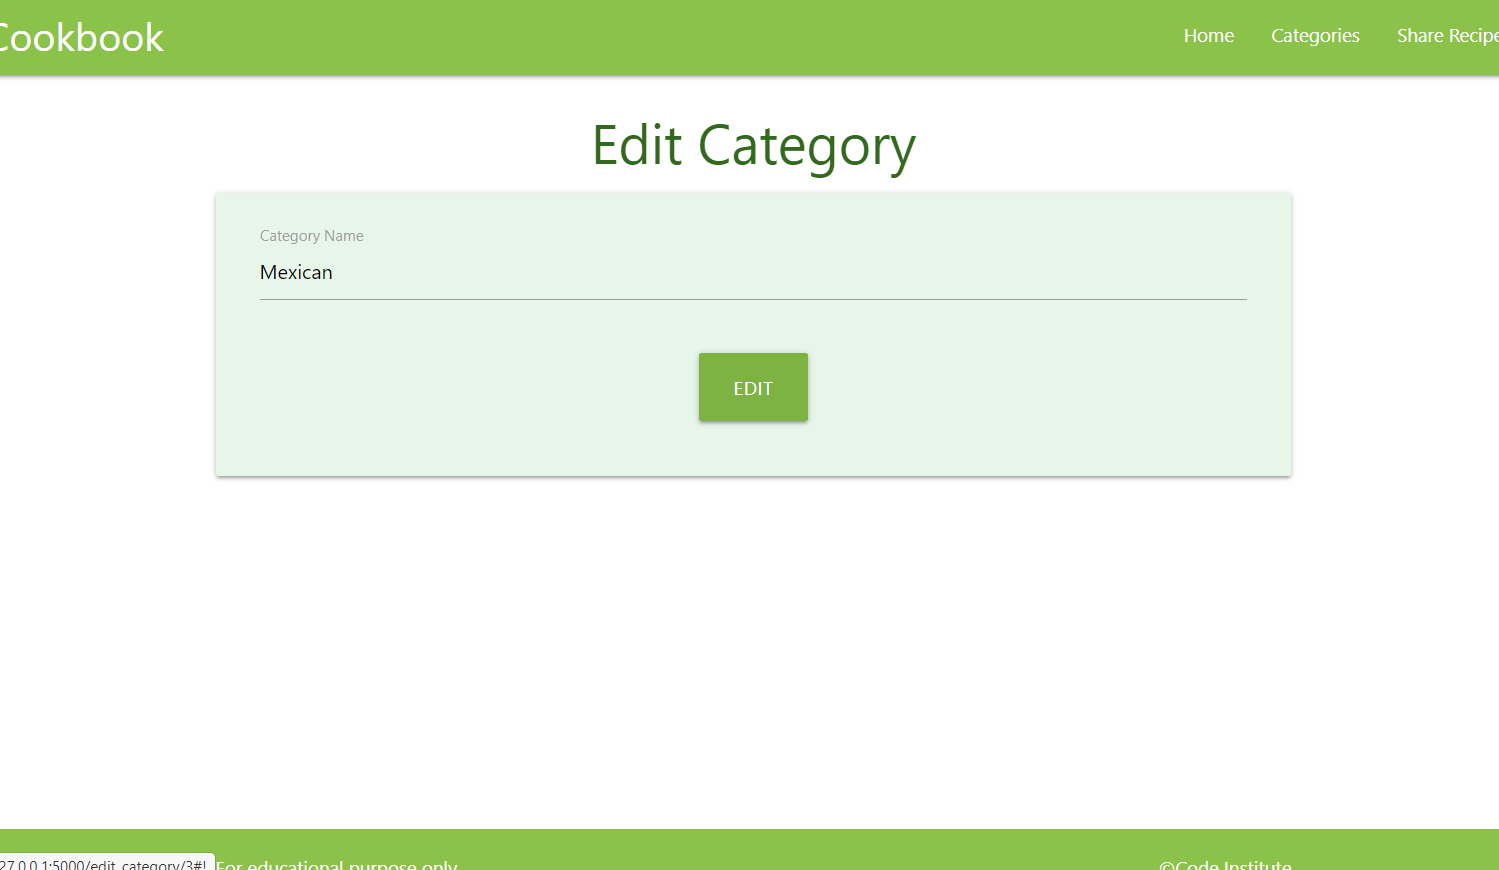 Cookbook
Home Categories Share Recipe
Edit Category
Category Name
Mexican
EDIT
27.0.0.1:5000/edit_category/3#! For educational purpose only
©Code Institute